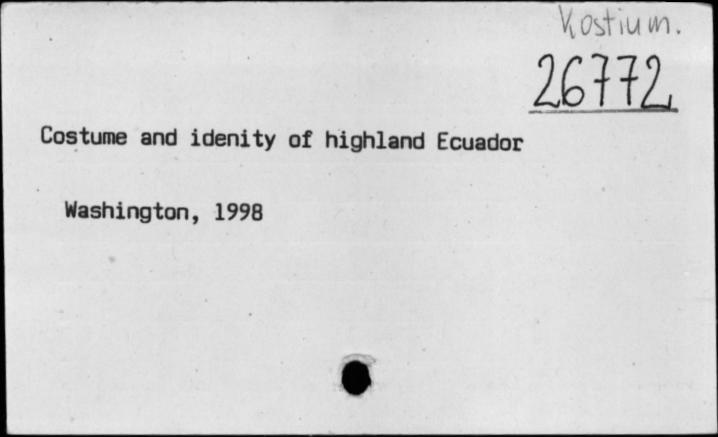 Kostium.
26772
Costume and idenity of highland Ecuador
Washington, 1998